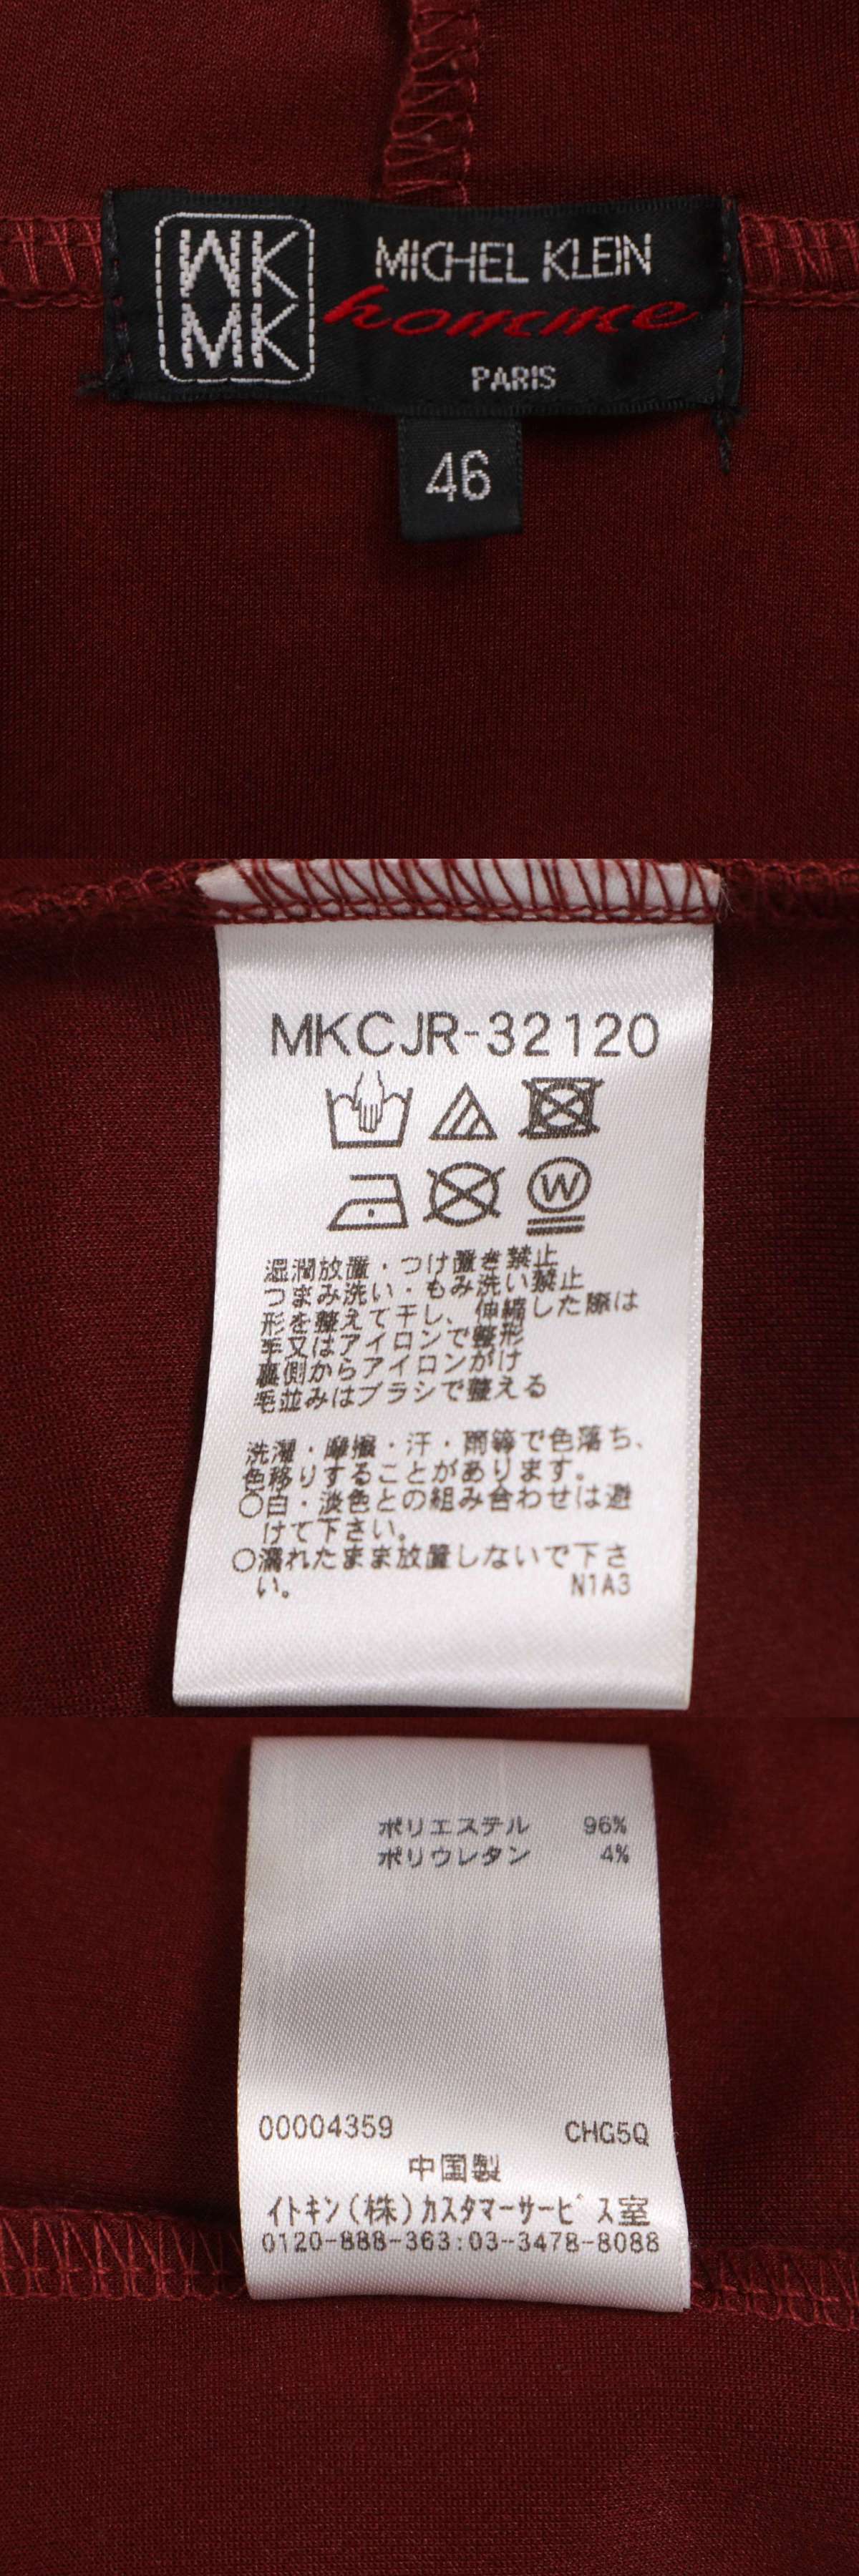 MK
MK
MICHEL KLEIN
homme
PARIS
46
MKCJR-32120
W
湿潤放置・つけ置き禁止
つまみ洗い・もみ洗い禁止
形を整えて干し、伸縮した際は
手又はアイロンで整形
裏側からアイロンがけ
毛並みはブラシで整える
洗濯・摩擦・汗・雨等で色落ち、
色移りすることがあります。
○白・淡色との組み合わせは避
けて下さい。
○濡れたまま放置しないで下さ
い。 N1A3
ポリエステル 96%
ポリウレタン 4%
00004359 CHG5Q
中国製
イトキン(株)カスタマーサービス室
0120-888-363:03-3478-8088